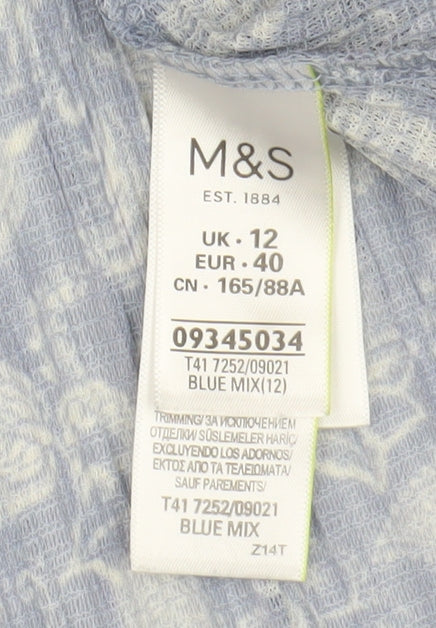 M&S
EST. 1884
UK · 12
EUR · 40
CN · 165/88A
09345034
T41 7252/09021
BLUE MIX(12)
TRIMMING/ ЗА ИСКЛЮЧЕНИЕМ
ОТДЕЛКИ/ SÜSLEMELER HARİÇ/
EXCLUYENDO LOS ADORNOS/
ΕΚΤΟΣ ΑΠΟ ΤΑ ΤΕΛΕΙΩΜΑΤΑ/
SAUF PAREMENTS/
T41 7252/09021
BLUE MIX
Z14T